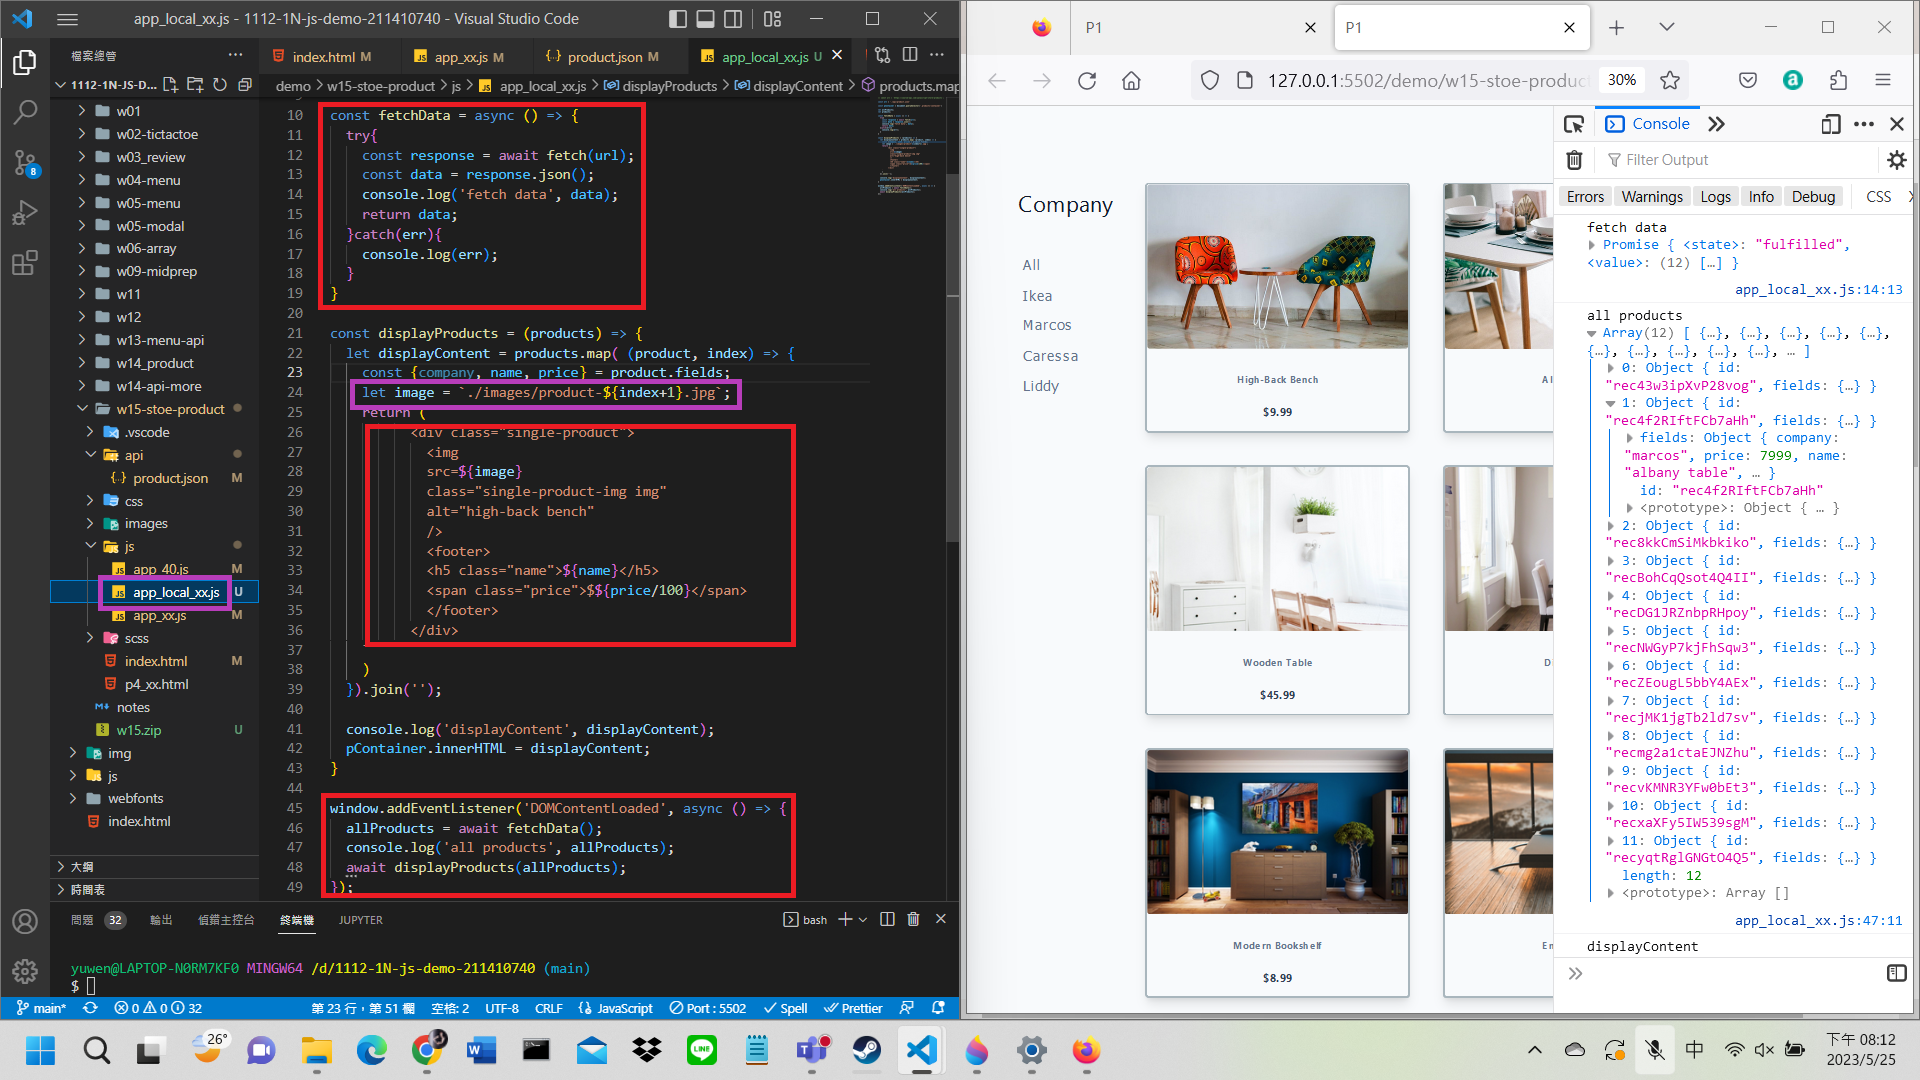 app_local_xx.js - 1112-1N-js-demo-211410740 - Visual Studio Code
檔案總管
1112-1N-JS-D...
w01
w02-tictactoe
w03_review
w04-menu
w05-menu
w05-modal
w06-array
w09-midprep
w11
w12
w13-menu-api
w14_product
w14-api-more
w15-stoe-product
.vscode
api
product.json M
css
images
js
app_40.js M
app_local_xx.js U
app_xx.js M
scss
index.html M
p4_xx.html
notes
w15.zip U
img
js
webfonts
index.html
大綱
時間表
8
index.html M
app_xx.js M
product.json M
app_local_xx.js U
demo > w15-stoe-product > js > app_local_xx.js > displayProducts > displayContent > products.map
10 const fetchData = async () => {
11 try{
12 const response = await fetch(url);
13 const data = response.json();
14 console.log('fetch data', data);
15 return data;
16 }catch(err){
17 console.log(err);
18 }
19 }
20
21 const displayProducts = (products) => {
22 let displayContent = products.map( (product, index) => {
23 const {company, name, price} = product.fields;
24 let image = `./images/product-${index+1}.jpg`;
25 return (
26 <div class="single-product">
27 <img
28 src=${image}
29 class="single-product-img img"
30 alt="high-back bench"
31 />
32 <footer>
33 <h5 class="name">${name}</h5>
34 <span class="price">$${price/100}</span>
35 </footer>
36 </div>
37
38 )
39 }).join('');
40
41 console.log('displayContent', displayContent);
42 pContainer.innerHTML = displayContent;
43 }
44
45 window.addEventListener('DOMContentLoaded', async () => {
46 allProducts = await fetchData();
47 console.log('all products', allProducts);
48 await displayProducts(allProducts);
49 });
問題 32 輸出 偵錯主控台 終端機 JUPYTER
bash
yuwen@LAPTOP-N0RM7KF0 MINGW64 /d/1112-1N-js-demo-211410740 (main)
$
main* 0 0 32 第 23 行，第 51 欄 空格: 2 UTF-8 CRLF JavaScript Port : 5502 Spell Prettier
P1
P1
127.0.0.1:5502/demo/w15-stoe-product
30%
Company
All
Ikea
Marcos
Caressa
Liddy
High-Back Bench
$9.99
Al
Wooden Table
$45.99
Di
Modern Bookshelf
$8.99
Em
Console
Filter Output
Errors Warnings Logs Info Debug CSS X
fetch data
Promise { <state>: "fulfilled",
<value>: (12) […] }
app_local_xx.js:14:13
all products
Array(12) [ {…}, {…}, {…}, {…}, {…},
{…}, {…}, {…}, {…}, {…}, … ]
0: Object { id:
"rec43w3ipXvP28vog", fields: {…} }
1: Object { id:
"rec4f2RIftFCb7aHh", fields: {…} }
fields: Object { company:
"marcos", price: 7999, name:
"albany table", … }
id: "rec4f2RIftFCb7aHh"
<prototype>: Object { … }
2: Object { id:
"rec8kkCmSiMkbkiko", fields: {…} }
3: Object { id:
"recBohCqQsot4Q4II", fields: {…} }
4: Object { id:
"recDG1JRZnbpRHpoy", fields: {…} }
5: Object { id:
"recNWGyP7kjFhSqw3", fields: {…} }
6: Object { id:
"recZEougL5bbY4AEx", fields: {…} }
7: Object { id:
"recjMK1jgTb2ld7sv", fields: {…} }
8: Object { id:
"recmg2a1ctaEJNZhu", fields: {…} }
9: Object { id:
"recvKMNR3YFw0bEt3", fields: {…} }
10: Object { id:
"recxaXFy5IW539sgM", fields: {…} }
11: Object { id:
"recyqtRglGNGtO4Q5", fields: {…} }
length: 12
<prototype>: Array []
app_local_xx.js:47:11
displayContent
26°
中
下午 08:12
2023/5/25